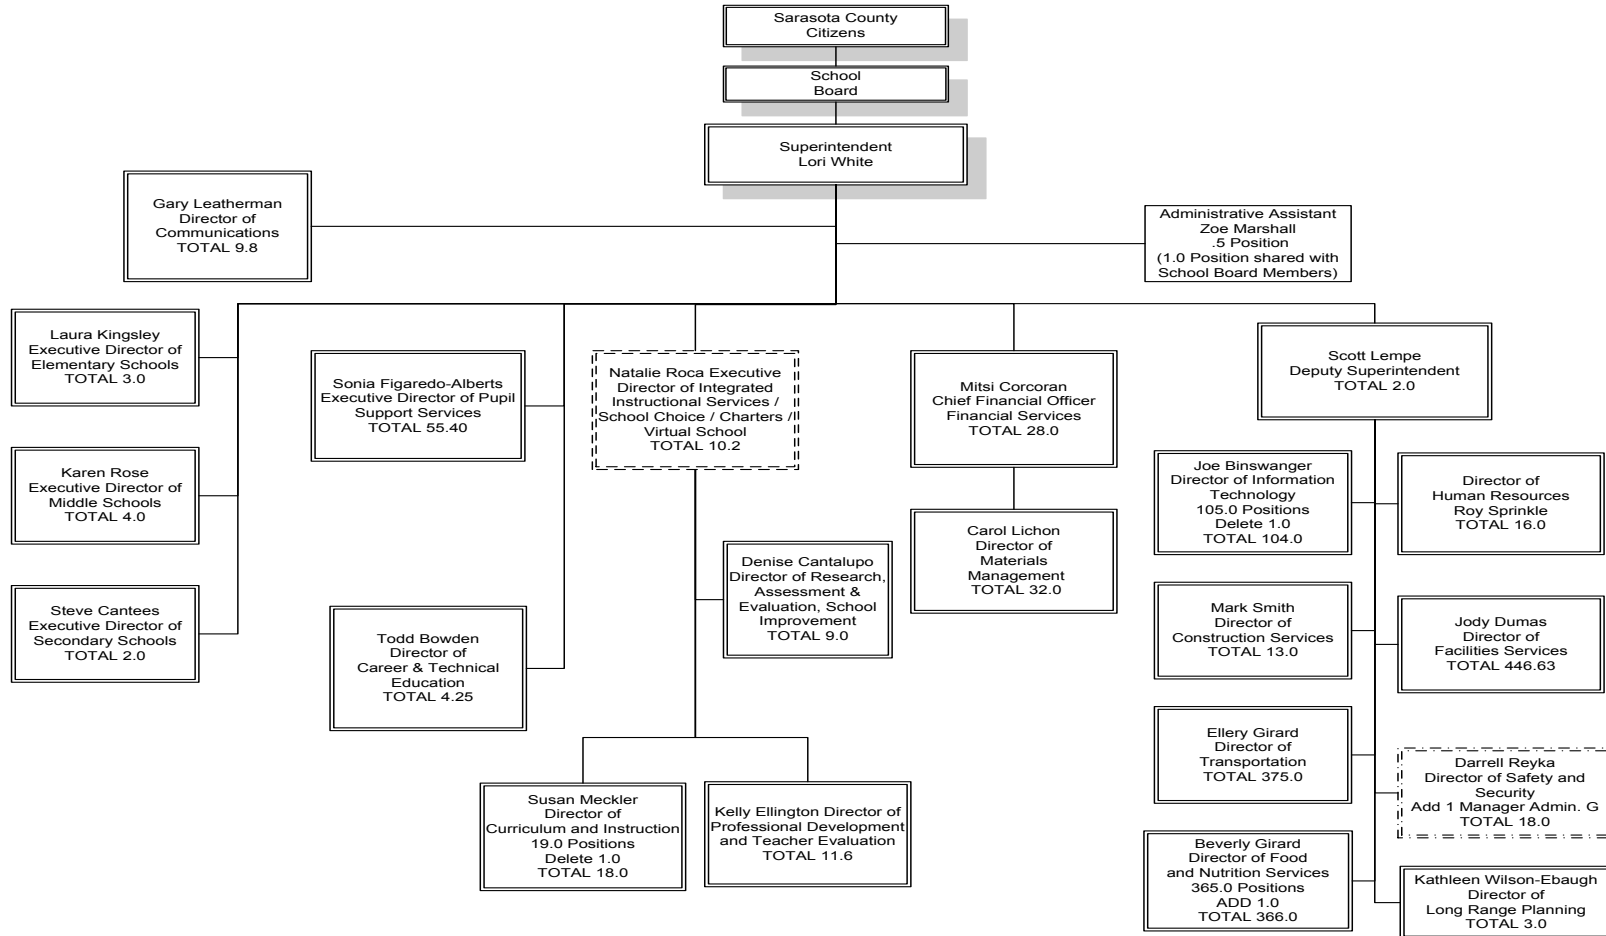 Sarasota County
Citizens
School
Board
Superintendent
Lori White
Gary Leatherman
Director of
Communications
TOTAL 9.8
Administrative Assistant
Zoe Marshall
.5 Position
(1.0 Position shared with
School Board Members)
Laura Kingsley
Executive Director of
Elementary Schools
TOTAL 3.0
Karen Rose
Executive Director of
Middle Schools
TOTAL 4.0
Steve Cantees
Executive Director of
Secondary Schools
TOTAL 2.0
Sonia Figaredo-Alberts
Executive Director of Pupil
Support Services
TOTAL 55.40
Todd Bowden
Director of
Career & Technical
Education
TOTAL 4.25
Natalie Roca Executive
Director of Integrated
Instructional Services /
School Choice / Charters /
Virtual School
TOTAL 10.2
Denise Cantalupo
Director of Research,
Assessment &
Evaluation, School
Improvement
TOTAL 9.0
Susan Meckler
Director of
Curriculum and Instruction
19.0 Positions
Delete 1.0
TOTAL 18.0
Kelly Ellington Director of
Professional Development
and Teacher Evaluation
TOTAL 11.6
Mitsi Corcoran
Chief Financial Officer
Financial Services
TOTAL 28.0
Carol Lichon
Director of
Materials
Management
TOTAL 32.0
Scott Lempe
Deputy Superintendent
TOTAL 2.0
Joe Binswanger
Director of Information
Technology
105.0 Positions
Delete 1.0
TOTAL 104.0
Director of
Human Resources
Roy Sprinkle
TOTAL 16.0
Mark Smith
Director of
Construction Services
TOTAL 13.0
Jody Dumas
Director of
Facilities Services
TOTAL 446.63
Ellery Girard
Director of
Transportation
TOTAL 375.0
Darrell Reyka
Director of Safety and
Security
Add 1 Manager Admin. G
TOTAL 18.0
Beverly Girard
Director of Food
and Nutrition Services
365.0 Positions
ADD 1.0
TOTAL 366.0
Kathleen Wilson-Ebaugh
Director of
Long Range Planning
TOTAL 3.0